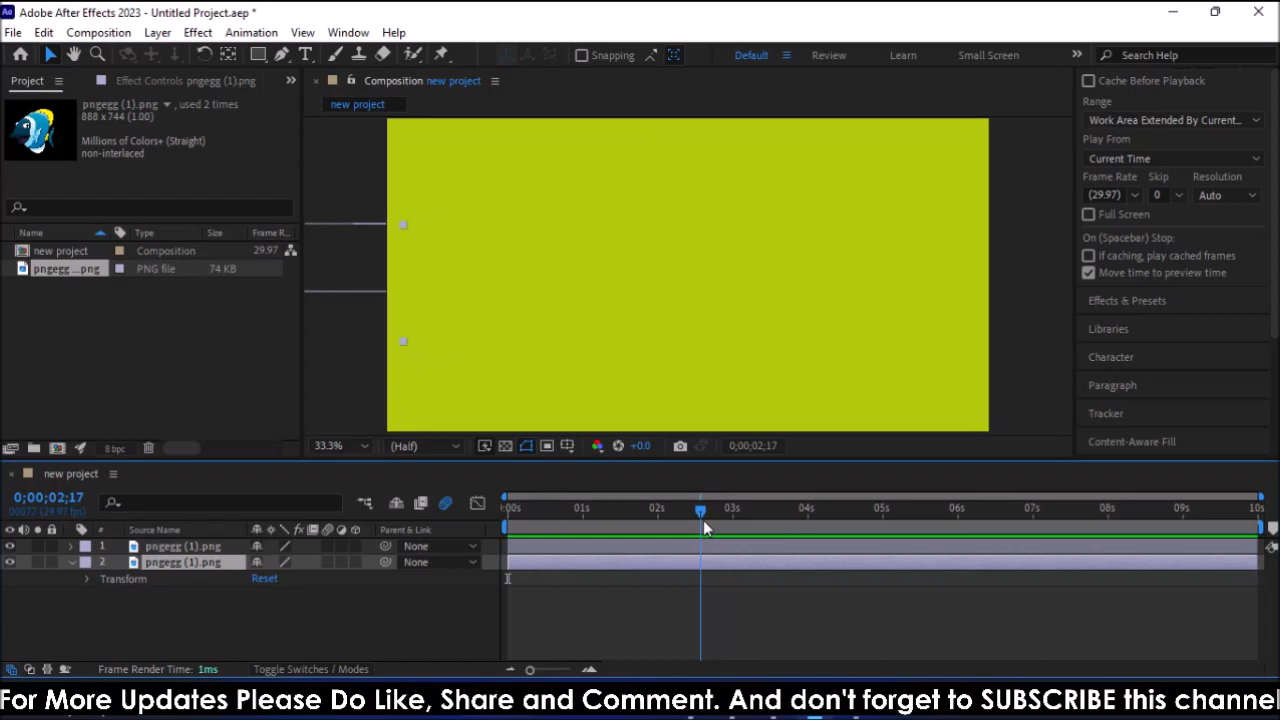 Adobe After Effects 2023 - Untitled Project.aep *
File Edit Composition Layer Effect Animation View Window Help
Snapping Default Review Learn Small Screen Search Help
Project Effect Controls pngegg (1).png Composition new project
new project
pngegg (1).png , used 2 times
888 x 744 (1.00)
Millions of Colors+ (Straight)
non-interlaced
Name Type Size Frame R...
new project Composition 29.97
pngegg ...png PNG file 74 KB
8 bpc
33.3% (Half) +0.0 0;00;02;17
Cache Before Playback
Range
Work Area Extended By Current...
Play From
Current Time
Frame Rate Skip Resolution
(29.97) 0 Auto
Full Screen
On (Spacebar) Stop:
If caching, play cached frames
Move time to preview time
Effects & Presets
Libraries
Character
Paragraph
Tracker
Content-Aware Fill
new project
0;00;02;17
00077 (29.97 fps)
:00s 01s 02s 03s 04s 05s 06s 07s 08s 09s 10s
# Source Name Parent & Link
1 pngegg (1).png None
2 pngegg (1).png None
Transform Reset
Frame Render Time: 1ms Toggle Switches / Modes
For More Updates Please Do Like, Share and Comment. And don't forget to SUBSCRIBE this channel